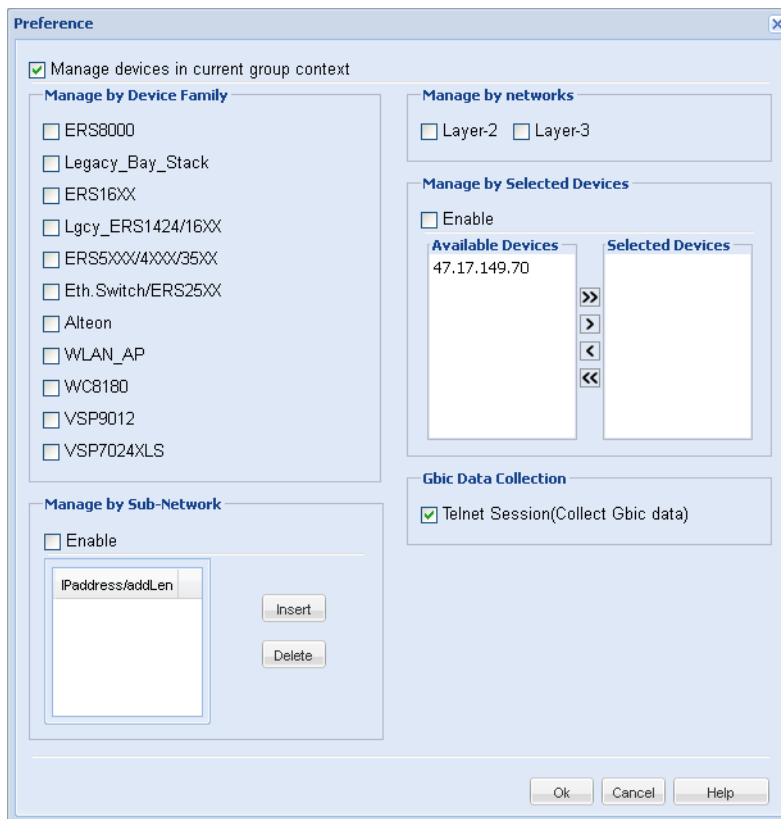 Preference
Manage devices in current group context
Manage by Device Family
ERS8000
Legacy_Bay_Stack
ERS16XX
Lgcy_ERS1424/16XX
ERS5XXX/4XXX/35XX
Eth.Switch/ERS25XX
Alteon
WLAN_AP
WC8180
VSP9012
VSP7024XLS
Manage by Sub-Network
Enable
IPaddress/addLen
Insert
Delete
Manage by networks
Layer-2 Layer-3
Manage by Selected Devices
Enable
Available Devices Selected Devices
47.17.149.70
>>
>
<
<<
Gbic Data Collection
Telnet Session(Collect Gbic data)
Ok Cancel Help